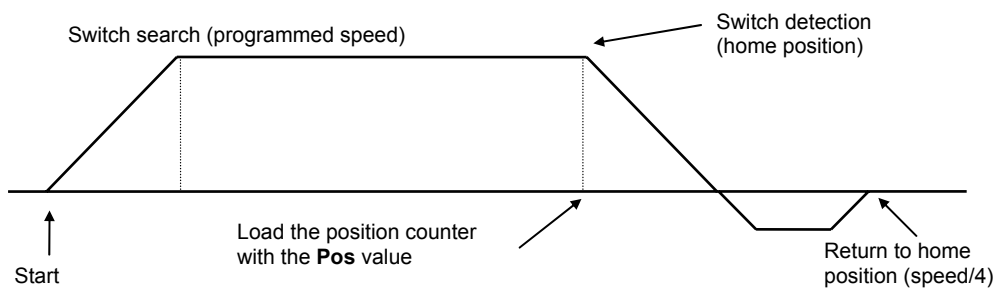 Switch search (programmed speed)
Switch detection
(home position)
Load the position counter
with the Pos value
Start
Return to home
position (speed/4)